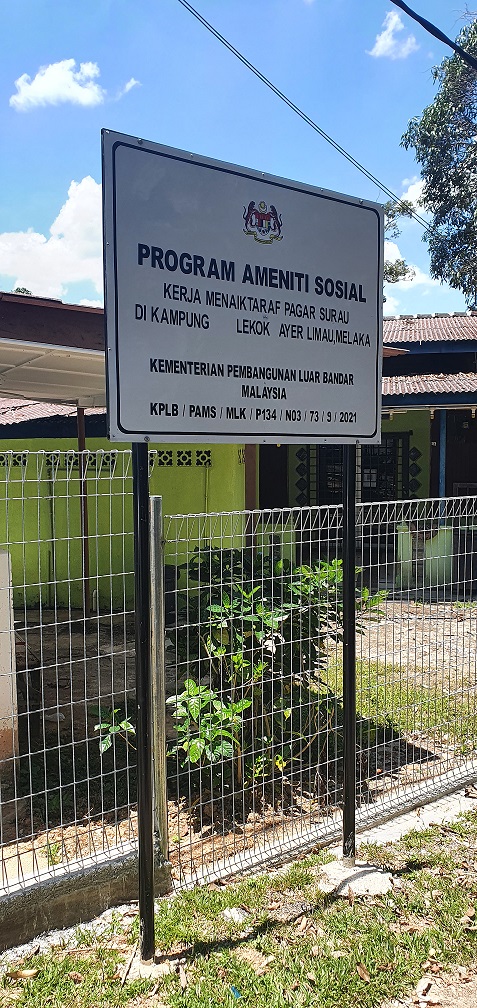 PROGRAM AMENITI SOSIAL
KERJA MENAIKTARAF PAGAR SURAU
DI KAMPUNG LEKOK AYER LIMAU,MELAKA
KEMENTERIAN PEMBANGUNAN LUAR BANDAR
MALAYSIA
KPLB / PAMS / MLK / P134 / N03 / 73 / 9 / 2021